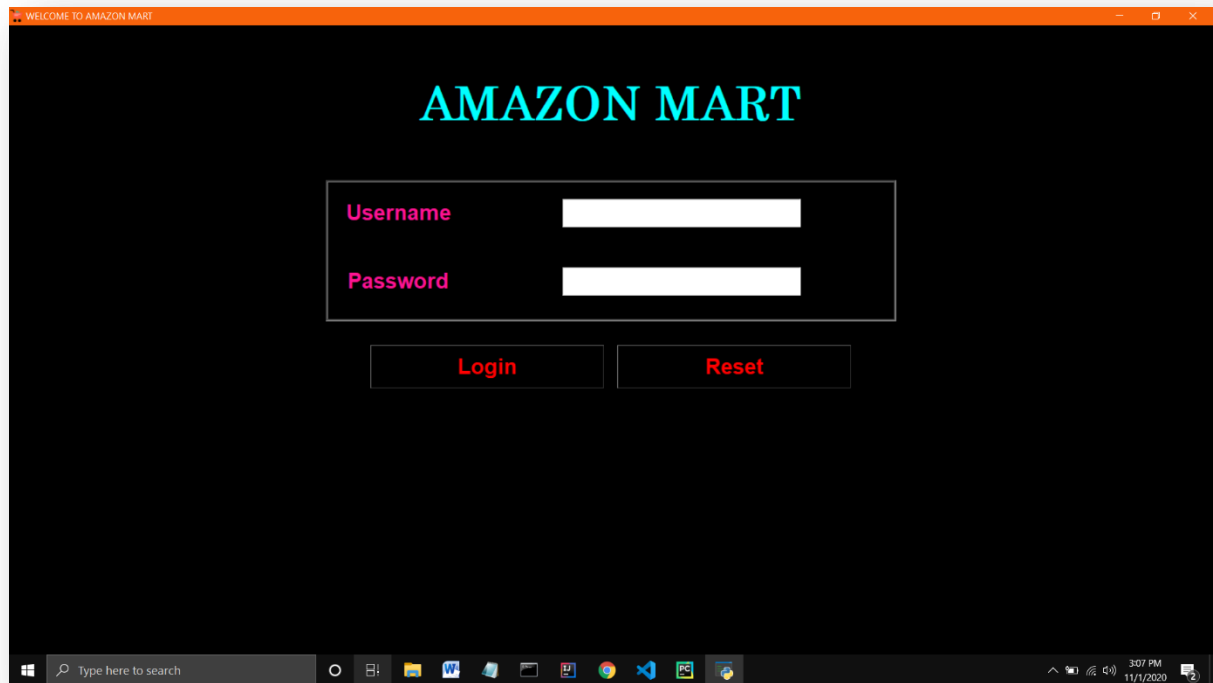 WELCOME TO AMAZON MART
AMAZON MART
Username
Password
Login Reset
Type here to search
3:07 PM
11/1/2020